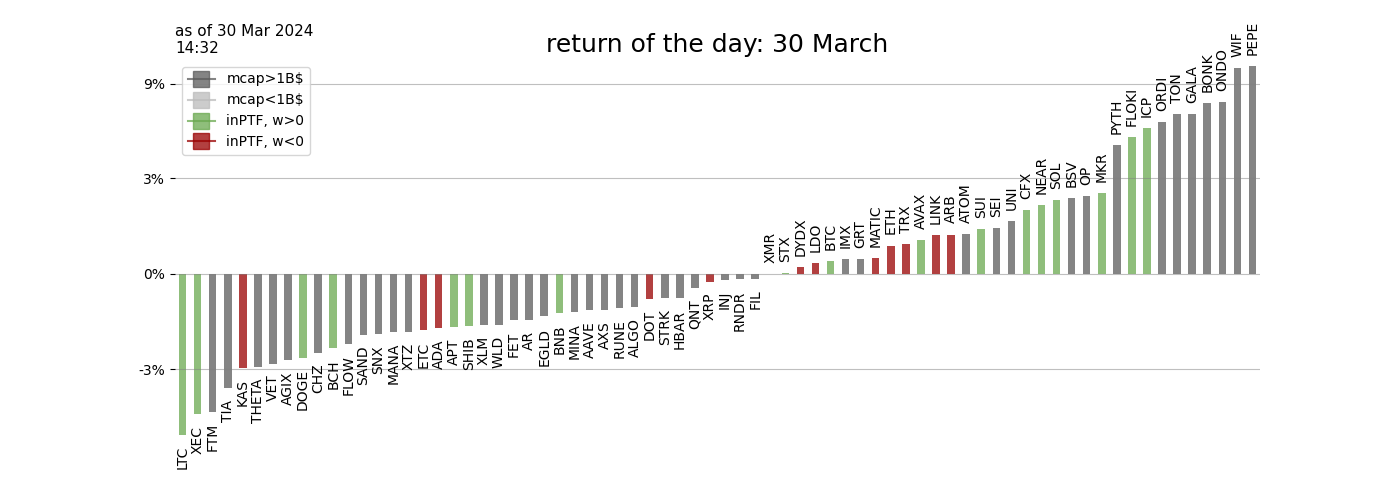 as of 30 Mar 2024
14:32
return of the day: 30 March
mcap>1B$
mcap<1B$
inPTF, w>0
inPTF, w<0
9%
3%
0%
-3%
LTC
XEC
FTM
TIA
KAS
THETA
VET
AGIX
DOGE
CHZ
BCH
FLOW
SAND
SNX
MANA
XTZ
ETC
ADA
APT
SHIB
XLM
WLD
FET
AR
EGLD
BNB
MINA
AAVE
AXS
RUNE
ALGO
DOT
STRK
HBAR
QNT
XRP
INJ
RNDR
FIL
XMR
STX
DYDX
LDO
BTC
IMX
GRT
MATIC
ETH
TRX
AVAX
LINK
ARB
ATOM
SUI
SEI
UNI
CFX
NEAR
SOL
BSV
OP
MKR
PYTH
FLOKI
ICP
ORDI
TON
GALA
BONK
ONDO
WIF
PEPE